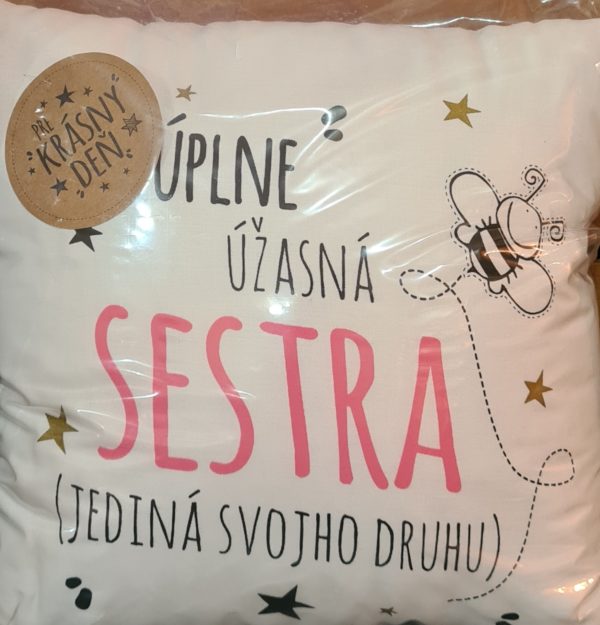 PRE
KRÁSNY
DEŇ
ÚPLNE
ÚŽASNÁ
SESTRA
(JEDINÁ SVOJHO DRUHU)